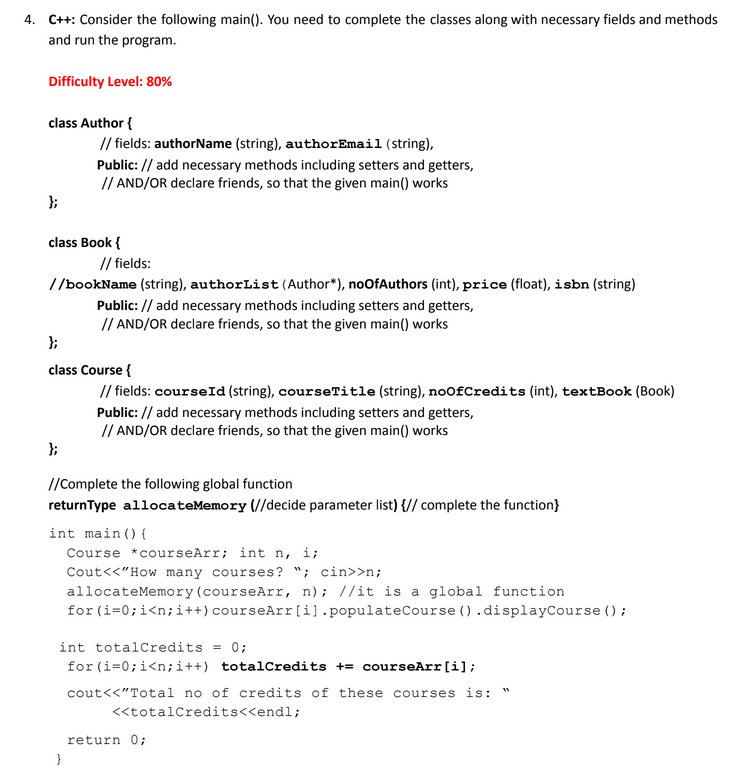 4. C++: Consider the following main(). You need to complete the classes along with necessary fields and methods
and run the program.
Difficulty Level: 80%
class Author {
// fields: authorName (string), authorEmail (string),
Public: // add necessary methods including setters and getters,
// AND/OR declare friends, so that the given main() works
};
class Book {
// fields:
//bookName (string), authorList (Author*), noOfAuthors (int), price (float), isbn (string)
Public: // add necessary methods including setters and getters,
// AND/OR declare friends, so that the given main() works
};
class Course {
// fields: courseId (string), courseTitle (string), noOfCredits (int), textBook (Book)
Public: // add necessary methods including setters and getters,
// AND/OR declare friends, so that the given main() works
};
//Complete the following global function
returnType allocateMemory (//decide parameter list) {// complete the function}
int main(){
Course *courseArr; int n, i;
Cout<<”How many courses? “; cin>>n;
allocateMemory(courseArr, n); //it is a global function
for(i=0;i<n;i++)courseArr[i].populateCourse().displayCourse();
int totalCredits = 0;
for(i=0;i<n;i++) totalCredits += courseArr[i];
cout<<”Total no of credits of these courses is: “
<<totalCredits<<endl;
return 0;
}